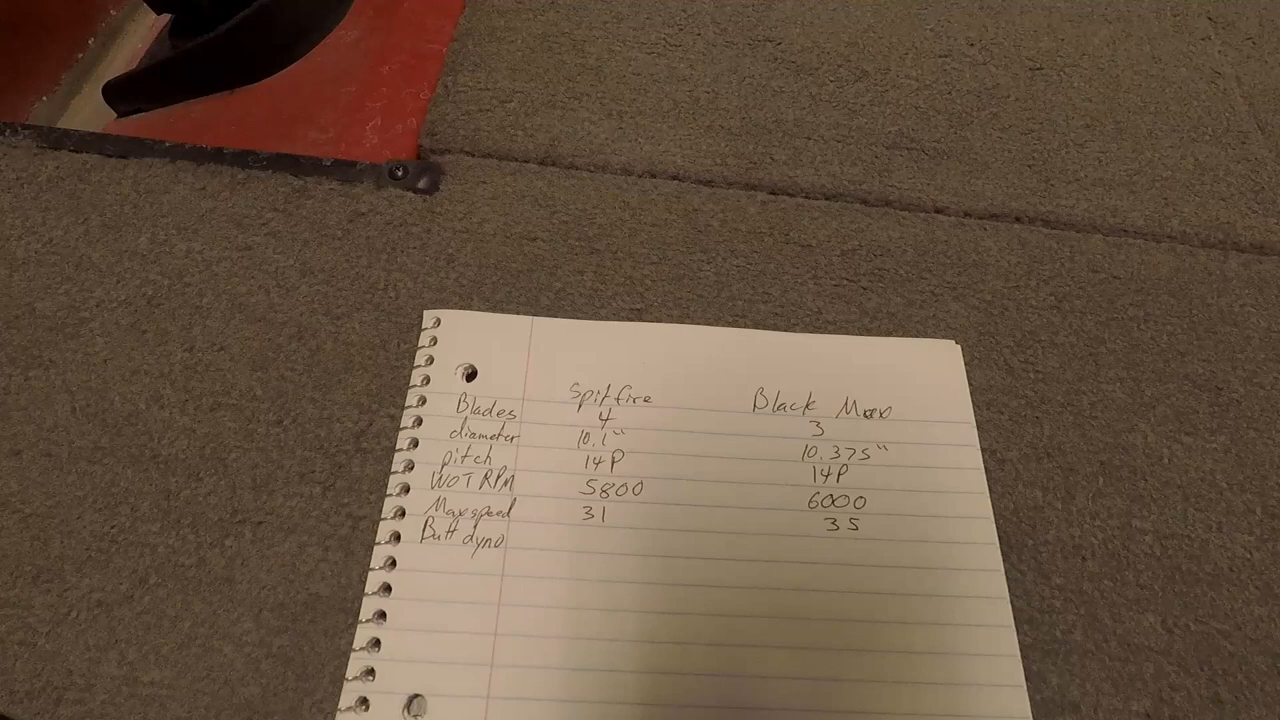 Spitfire Black Max
Blades 4 3
diameter 10.1" 10.375"
pitch 14P 14P
WOT RPM 5800 6000
Max speed 31 35
Butt dyno